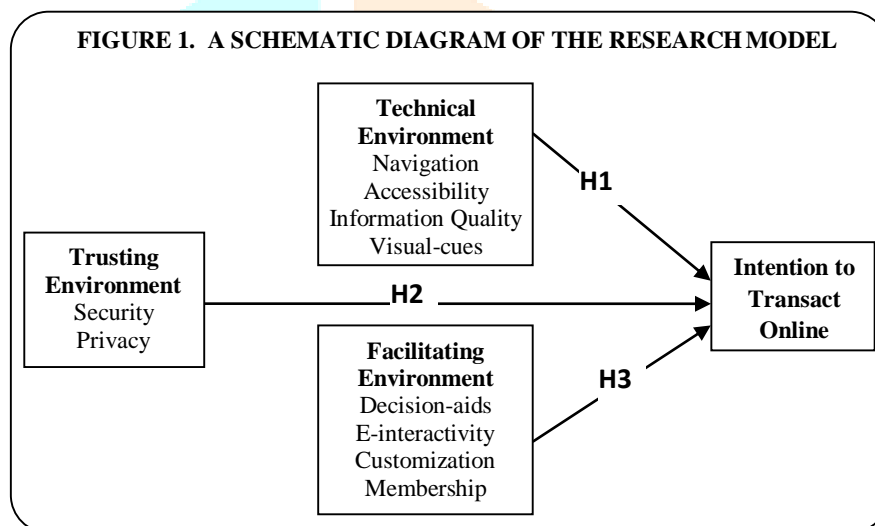 FIGURE 1. A SCHEMATIC DIAGRAM OF THE RESEARCH MODEL
Technical
Environment
Navigation
Accessibility
Information Quality
Visual-cues
H1
Trusting
Environment
Security
Privacy
H2
Intention to
Transact
Online
Facilitating
Environment
Decision-aids
E-interactivity
Customization
Membership
H3